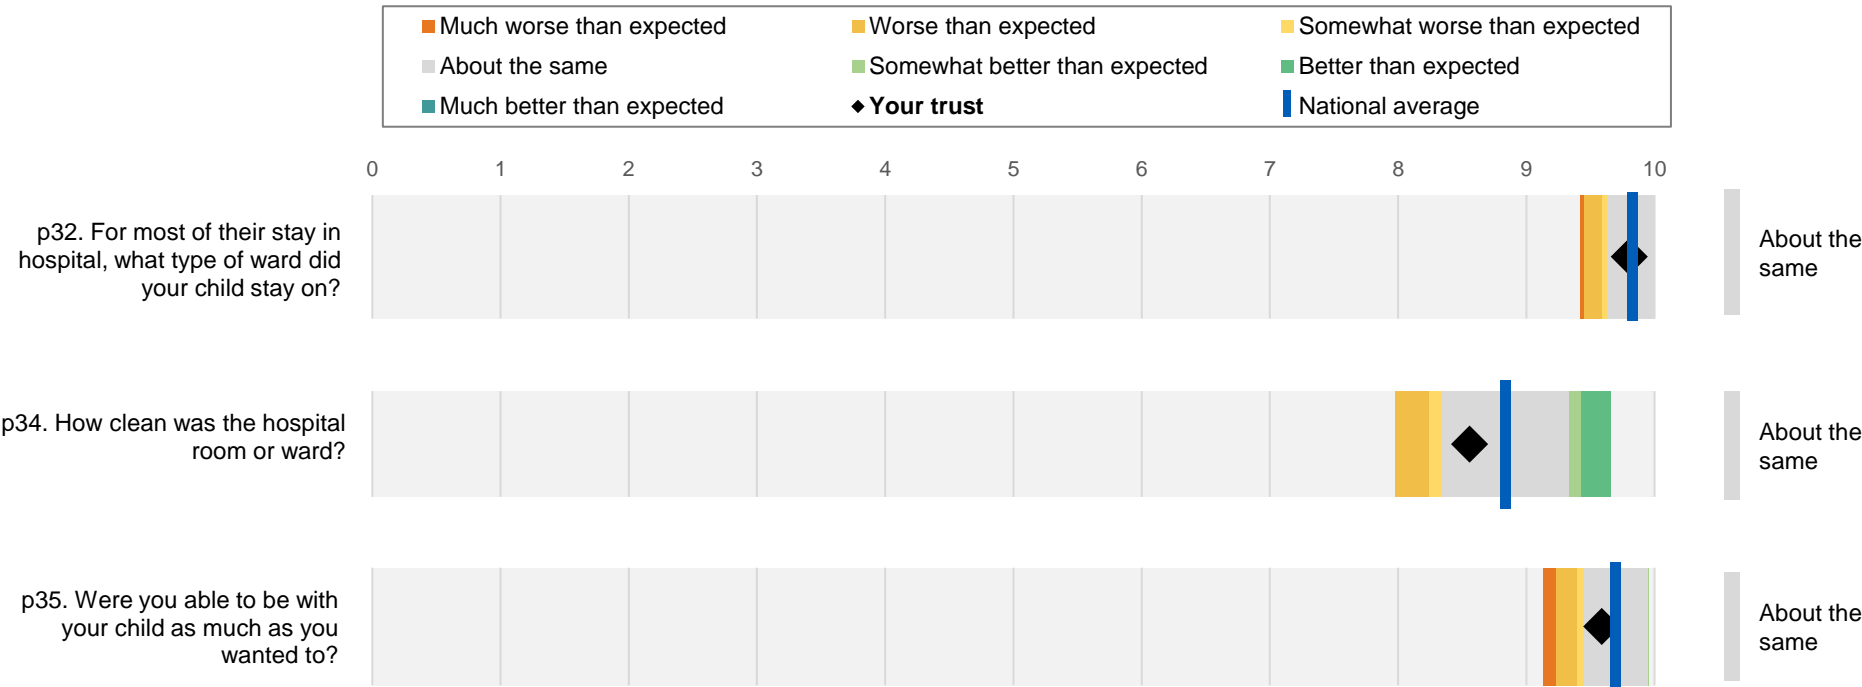 Much worse than expected
Worse than expected
Somewhat worse than expected
About the same
Somewhat better than expected
Better than expected
Much better than expected
Your trust
National average
0 1 2 3 4 5 6 7 8 9 10
p32. For most of their stay in
hospital, what type of ward did
your child stay on?
About the
same
p34. How clean was the hospital
room or ward?
About the
same
p35. Were you able to be with
your child as much as you
wanted to?
About the
same